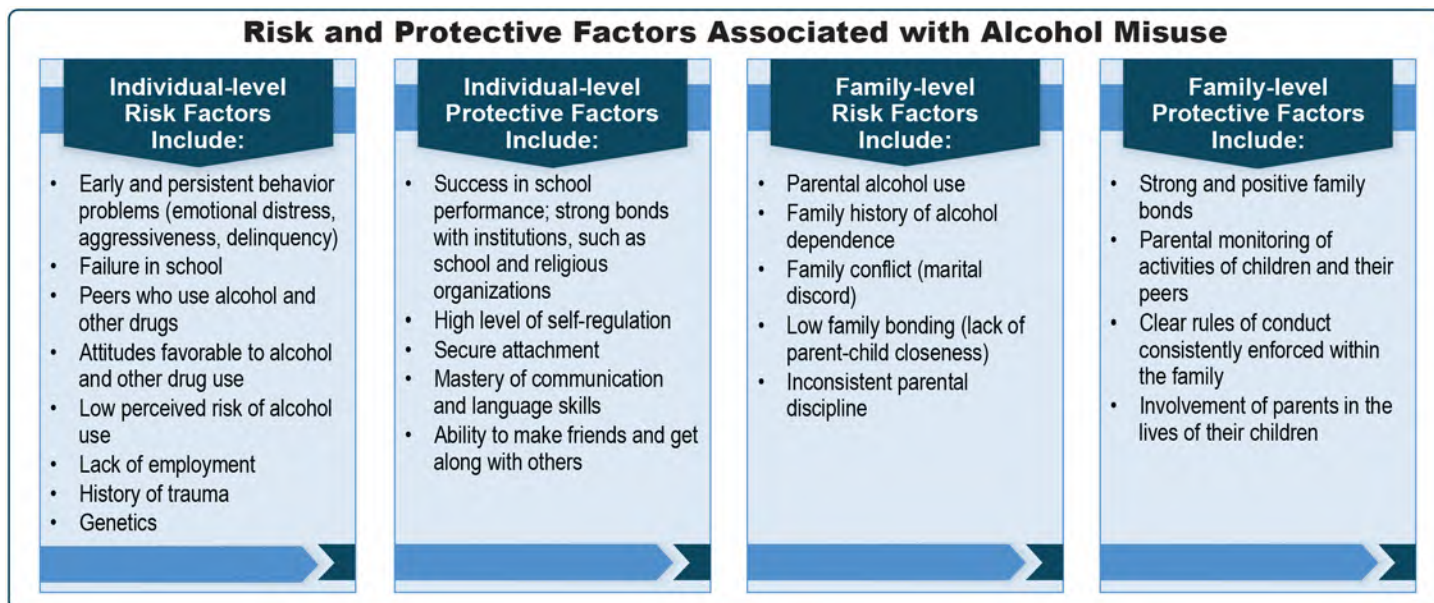 Risk and Protective Factors Associated with Alcohol Misuse
Individual-level
Risk Factors
Include:
• Early and persistent behavior
problems (emotional distress,
aggressiveness, delinquency)
• Failure in school
• Peers who use alcohol and
other drugs
• Attitudes favorable to alcohol
and other drug use
• Low perceived risk of alcohol
use
• Lack of employment
• History of trauma
• Genetics
Individual-level
Protective Factors
Include:
• Success in school
performance; strong bonds
with institutions, such as
school and religious
organizations
• High level of self-regulation
• Secure attachment
• Mastery of communication
and language skills
• Ability to make friends and get
along with others
Family-level
Risk Factors
Include:
• Parental alcohol use
• Family history of alcohol
dependence
• Family conflict (marital
discord)
• Low family bonding (lack of
parent-child closeness)
• Inconsistent parental
discipline
Family-level
Protective Factors
Include:
• Strong and positive family
bonds
• Parental monitoring of
activities of children and their
peers
• Clear rules of conduct
consistently enforced within
the family
• Involvement of parents in the
lives of their children